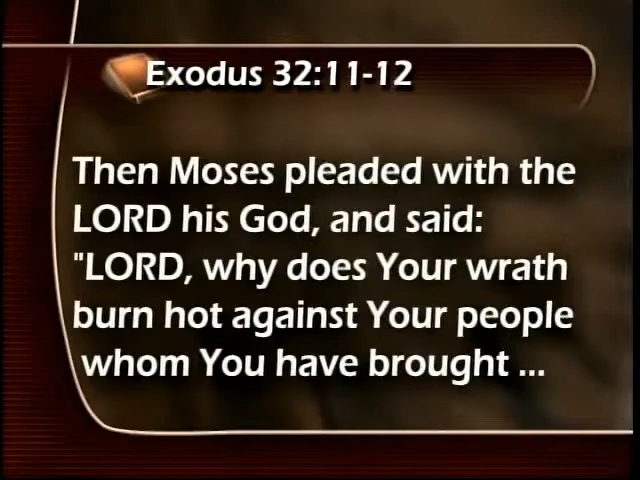 Exodus 32:11-12
Then Moses pleaded with the
LORD his God, and said:
"LORD, why does Your wrath
burn hot against Your people
whom You have brought ...